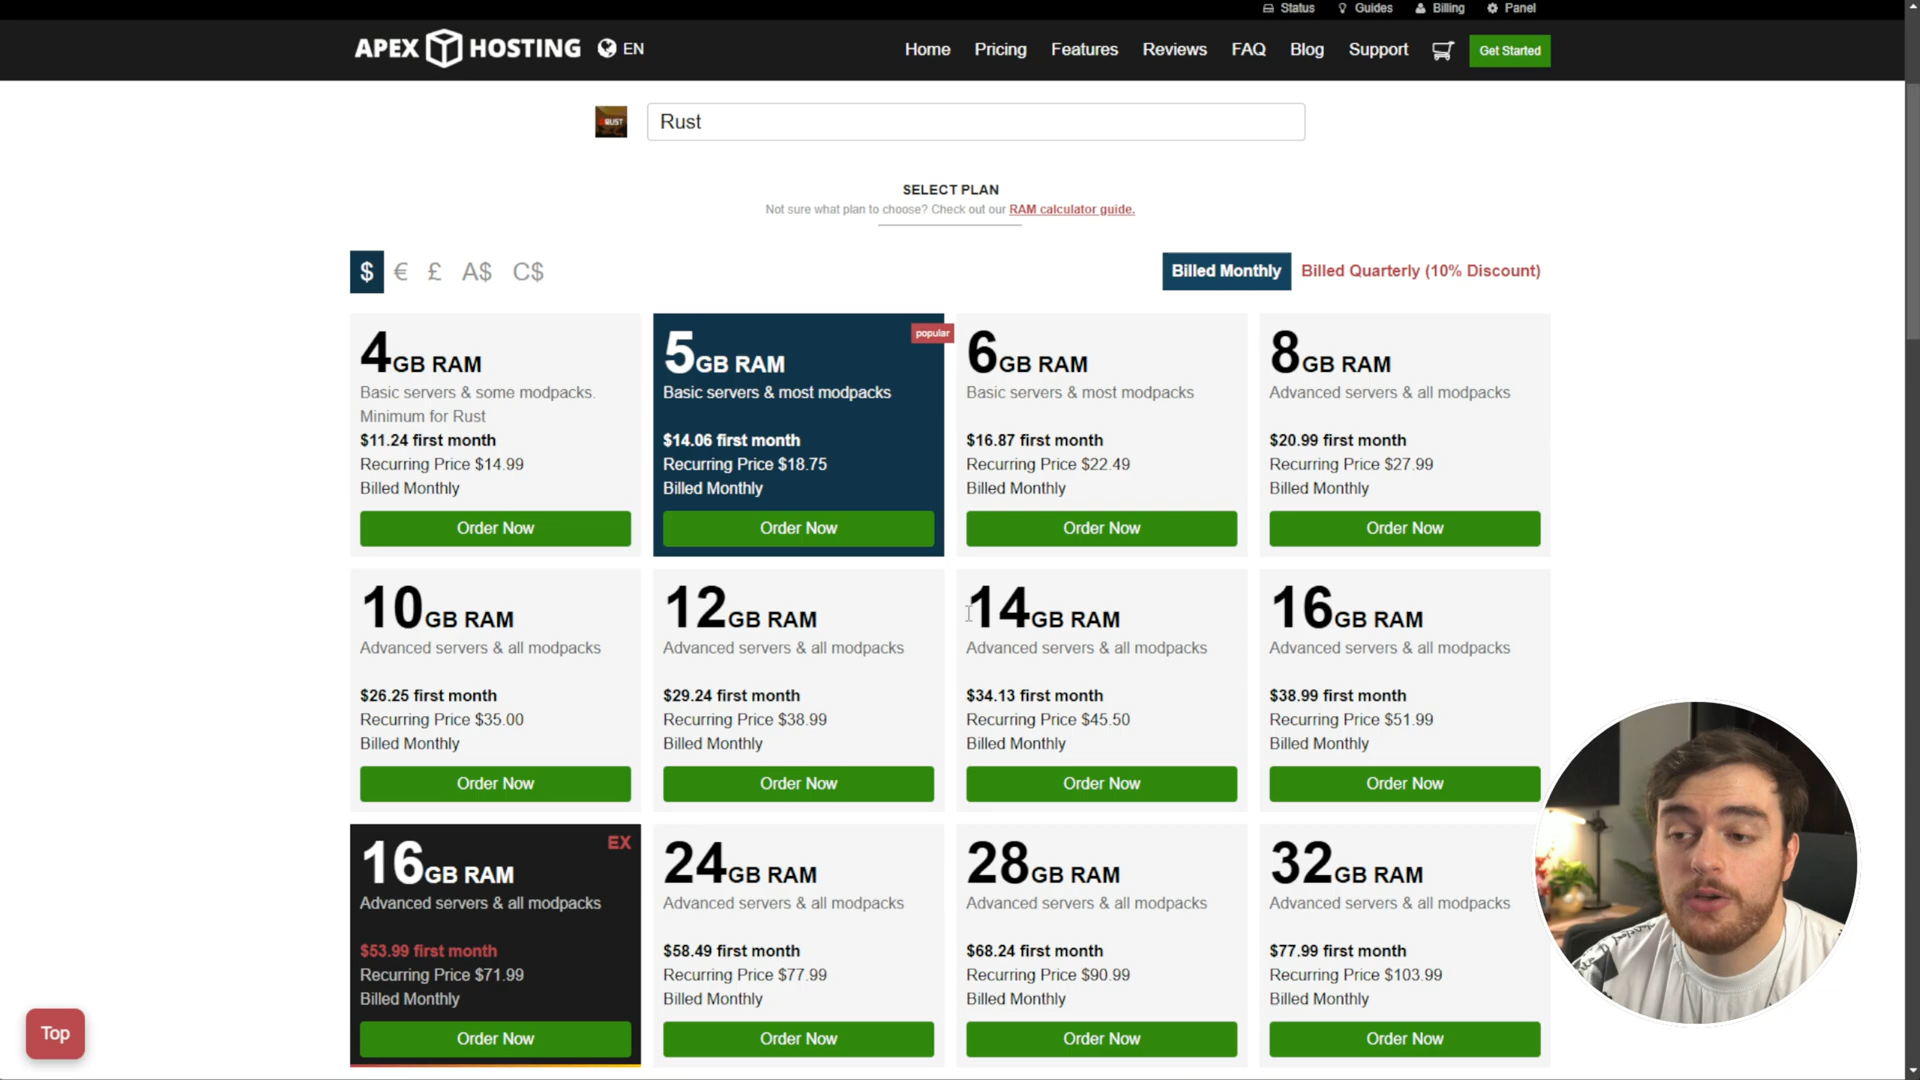 Status Guides Billing Panel
APEX HOSTING EN Home Pricing Features Reviews FAQ Blog Support Get Started
RUST Rust
SELECT PLAN
Not sure what plan to choose? Check out our RAM calculator guide.
$ € £ A$ C$ Billed Monthly Billed Quarterly (10% Discount)
4GB RAM
Basic servers & some modpacks.
Minimum for Rust
$11.24 first month
Recurring Price $14.99
Billed Monthly
Order Now
popular
5GB RAM
Basic servers & most modpacks
$14.06 first month
Recurring Price $18.75
Billed Monthly
Order Now
6GB RAM
Basic servers & most modpacks
$16.87 first month
Recurring Price $22.49
Billed Monthly
Order Now
8GB RAM
Advanced servers & all modpacks
$20.99 first month
Recurring Price $27.99
Billed Monthly
Order Now
10GB RAM
Advanced servers & all modpacks
$26.25 first month
Recurring Price $35.00
Billed Monthly
Order Now
12GB RAM
Advanced servers & all modpacks
$29.24 first month
Recurring Price $38.99
Billed Monthly
Order Now
14GB RAM
Advanced servers & all modpacks
$34.13 first month
Recurring Price $45.50
Billed Monthly
Order Now
16GB RAM
Advanced servers & all modpacks
$38.99 first month
Recurring Price $51.99
Billed Monthly
Order Now
EX
16GB RAM
Advanced servers & all modpacks
$53.99 first month
Recurring Price $71.99
Billed Monthly
Order Now
24GB RAM
Advanced servers & all modpacks
$58.49 first month
Recurring Price $77.99
Billed Monthly
Order Now
28GB RAM
Advanced servers & all modpacks
$68.24 first month
Recurring Price $90.99
Billed Monthly
Order Now
32GB RAM
Advanced servers & all modpacks
$77.99 first month
Recurring Price $103.99
Billed Monthly
Order Now
Top